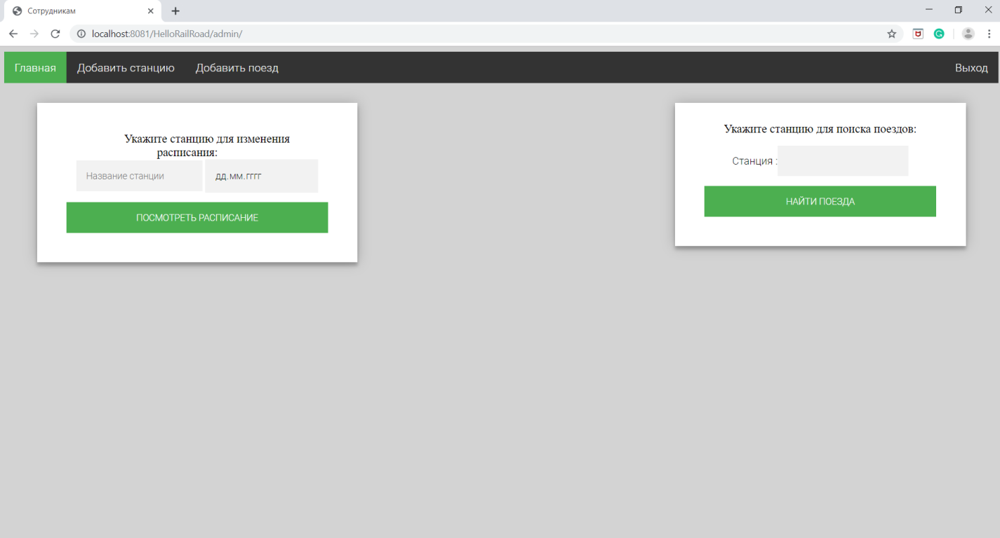 Сотрудникам
localhost:8081/HelloRailRoad/admin/
Главная
Добавить станцию
Добавить поезд
Выход
Укажите станцию для изменения
расписания:
Название станции
дд.мм.гггг
ПОСМОТРЕТЬ РАСПИСАНИЕ
Укажите станцию для поиска поездов:
Станция :
НАЙТИ ПОЕЗДА